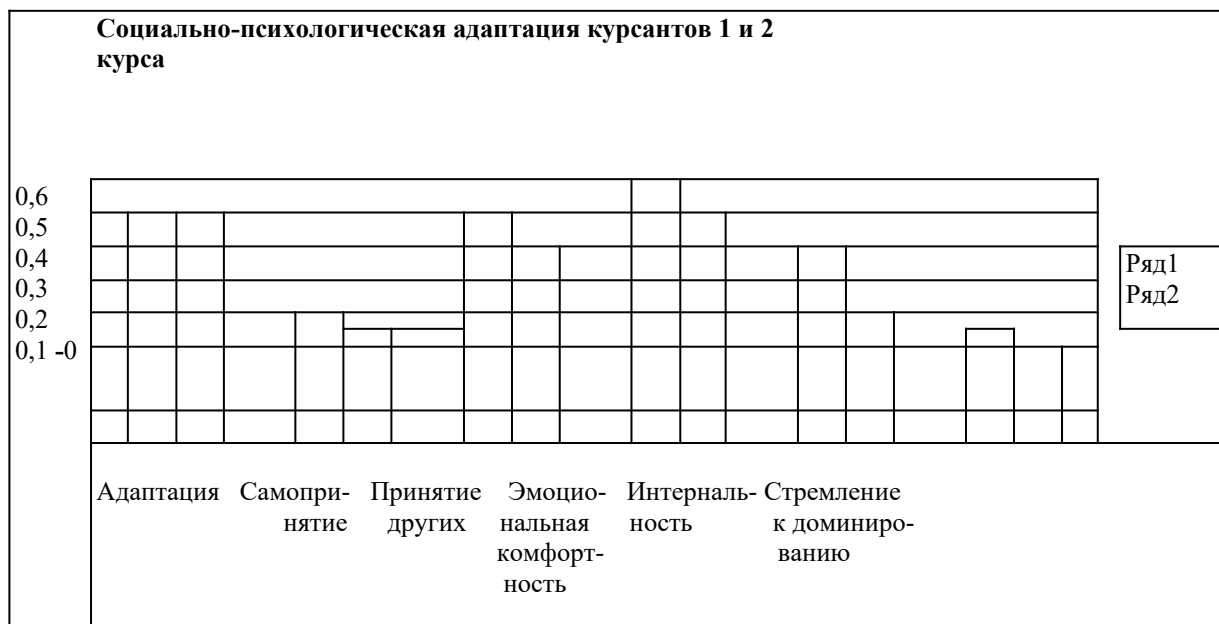 Социально-психологическая адаптация курсантов 1 и 2
курса
0,6
0,5
0,4
0,3
0,2
0,1 -0
Ряд1
Ряд2
Адаптация Самопри- Принятие Эмоцио- Интерналь- Стремление
нятие других нальная ность к доминиро-
комфорт- ванию
ность